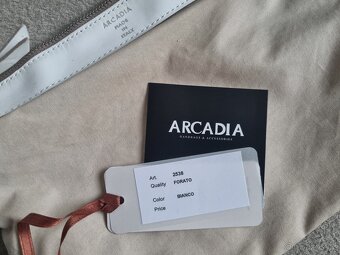 ARCADIA
MADE
IN
ITALY
ARCADIA
HANDBAGS & ACCESSORIES
Art. 2538
Quality FORATO
Color BIANCO
Price